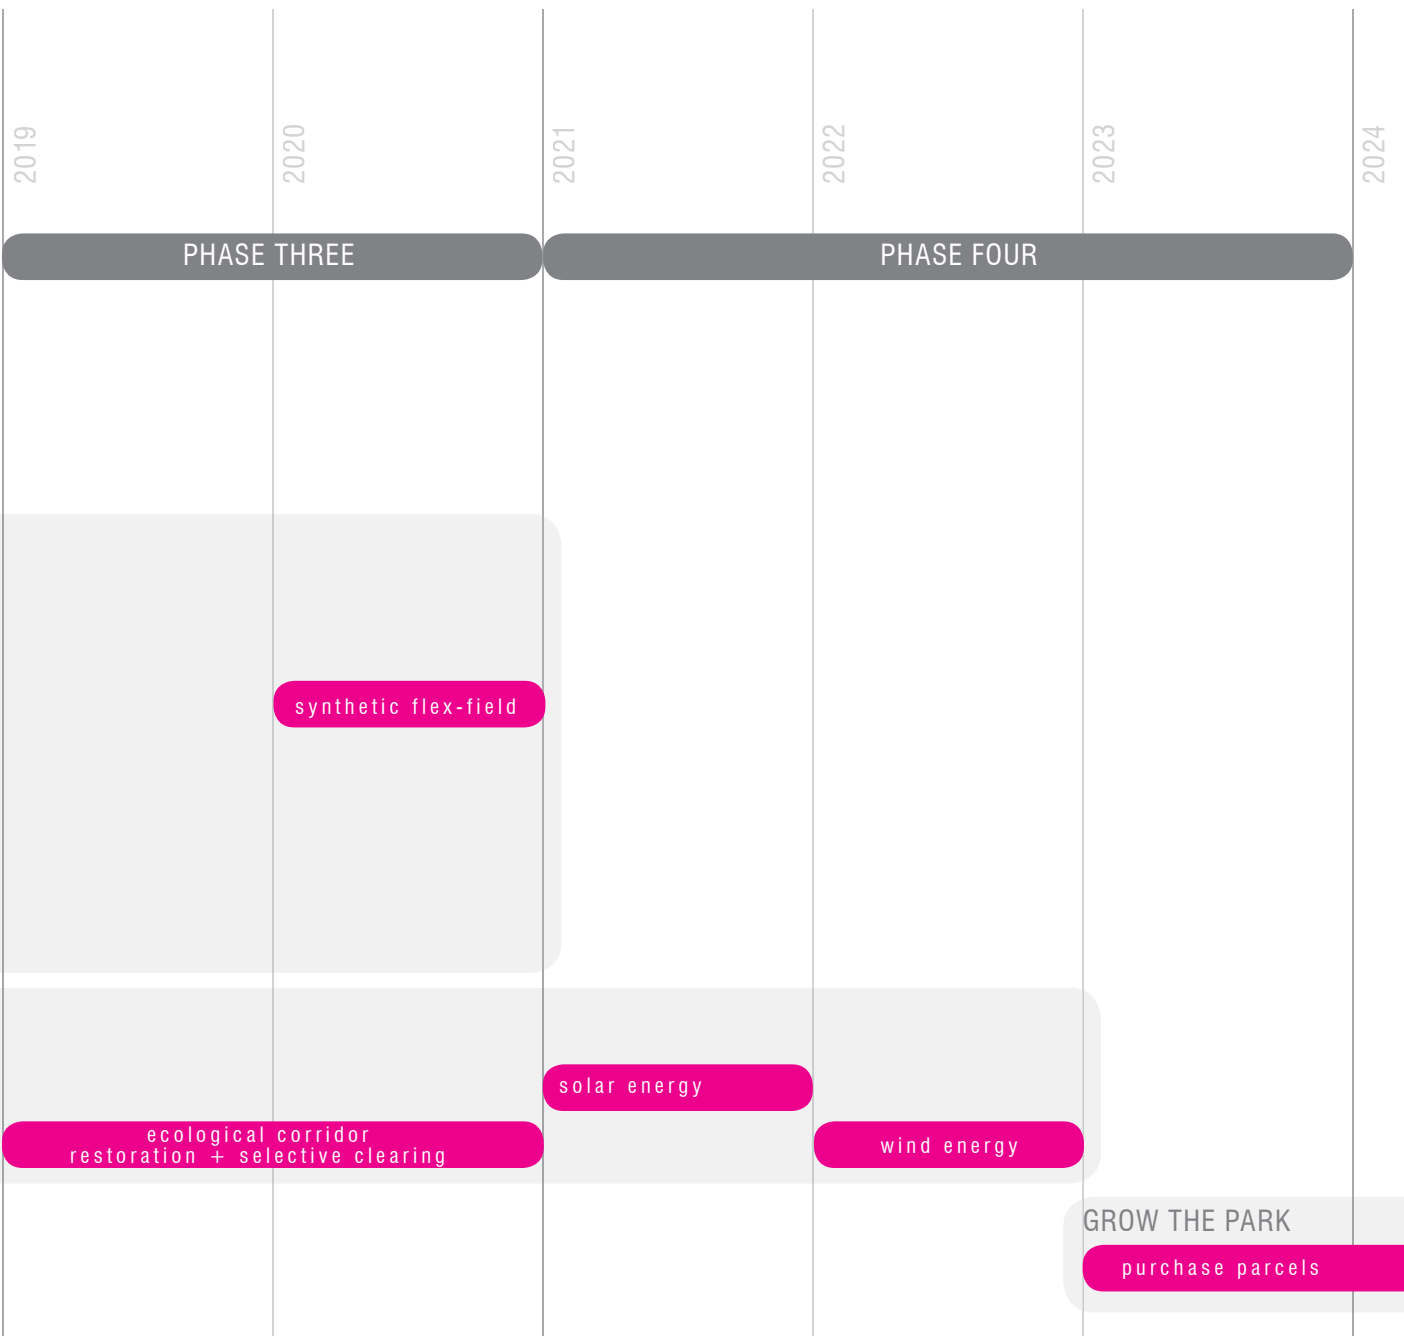 2019
2020
2021
2022
2023
2024
PHASE THREE
PHASE FOUR
synthetic flex-field
solar energy
ecological corridor
restoration + selective clearing
wind energy
GROW THE PARK
purchase parcels